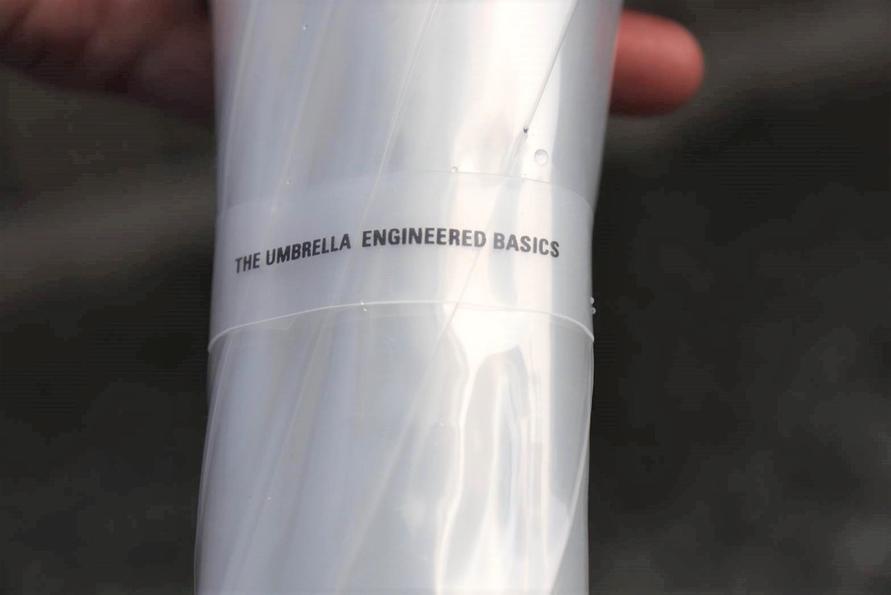 THE UMBRELLA ENGINEERED BASICS